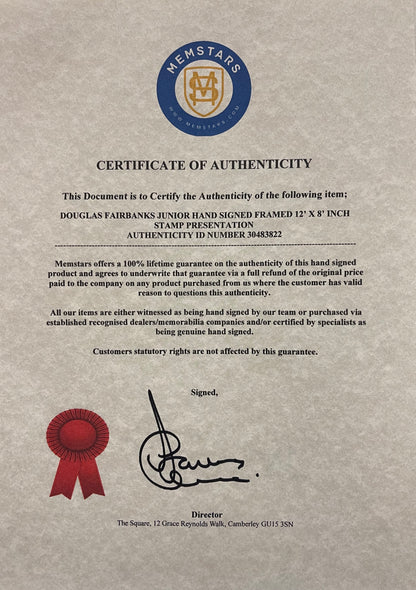 MEMSTARS
MS
WWW.MEMSTARS.COM
CERTIFICATE OF AUTHENTICITY
This Document is to Certify the Authenticity of the following item;
DOUGLAS FAIRBANKS JUNIOR HAND SIGNED FRAMED 12' X 8' INCH
STAMP PRESENTATION
AUTHENTICITY ID NUMBER 30483822
Memstars offers a 100% lifetime guarantee on the authenticity of this hand signed
product and agrees to underwrite that guarantee via a full refund of the original price
paid to the company on any product purchased from us where the customer has valid
reason to questions this authenticity.
All our items are either witnessed as being hand signed by our team or purchased via
established recognised dealers/memorabilia companies and/or certified by specialists as
being genuine hand signed.
Customers statutory rights are not affected by this guarantee.
Signed,
Director
The Square, 12 Grace Reynolds Walk, Camberley GU15 3SN